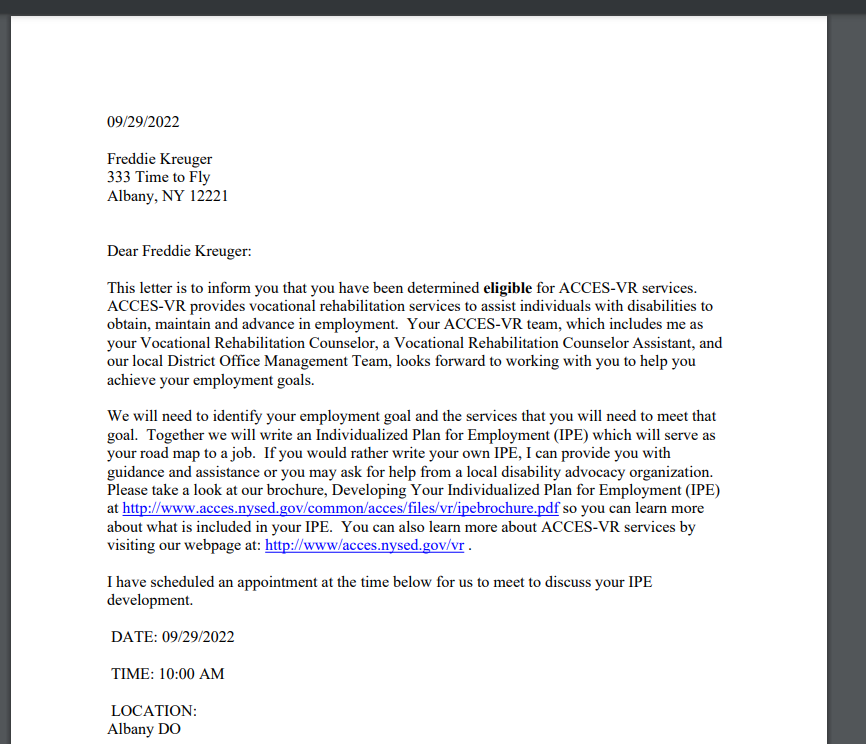 09/29/2022
Freddie Kreuger
333 Time to Fly
Albany, NY 12221
Dear Freddie Kreuger:
This letter is to inform you that you have been determined eligible for ACCES-VR services.
ACCES-VR provides vocational rehabilitation services to assist individuals with disabilities to
obtain, maintain and advance in employment.  Your ACCES-VR team, which includes me as
your Vocational Rehabilitation Counselor, a Vocational Rehabilitation Counselor Assistant, and
our local District Office Management Team, looks forward to working with you to help you
achieve your employment goals.
We will need to identify your employment goal and the services that you will need to meet that
goal.  Together we will write an Individualized Plan for Employment (IPE) which will serve as
your road map to a job.  If you would rather write your own IPE, I can provide you with
guidance and assistance or you may ask for help from a local disability advocacy organization.
Please take a look at our brochure, Developing Your Individualized Plan for Employment (IPE)
at http://www.acces.nysed.gov/common/acces/files/vr/ipebrochure.pdf so you can learn more
about what is included in your IPE.  You can also learn more about ACCES-VR services by
visiting our webpage at: http://www/acces.nysed.gov/vr .
I have scheduled an appointment at the time below for us to meet to discuss your IPE
development.
DATE: 09/29/2022
TIME: 10:00 AM
LOCATION:
Albany DO